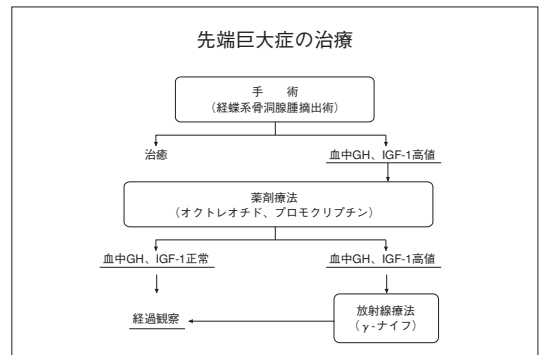 先端巨大症の治療
手　　術
（経蝶系骨洞腺腫摘出術）
治癒
血中GH、IGF-1高値
薬剤療法
（オクトレオチド、プロモクリプチン）
血中GH、IGF-1正常
血中GH、IGF-1高値
経過観察
放射線療法
（γ-ナイフ）